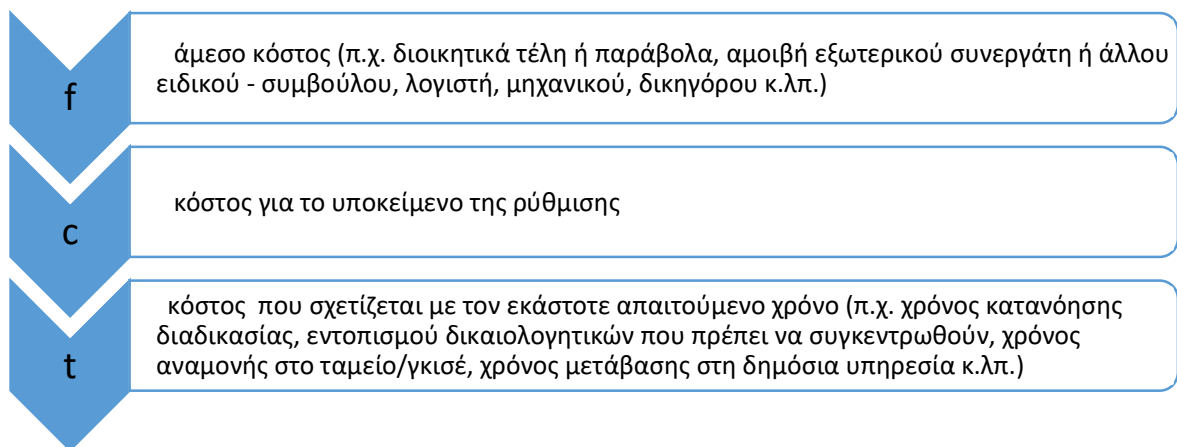 f
άμεσο κόστος (π.χ. διοικητικά τέλη ή παράβολα, αμοιβή εξωτερικού συνεργάτη ή άλλου
ειδικού - συμβούλου, λογιστή, μηχανικού, δικηγόρου κ.λπ.)
c
κόστος για το υποκείμενο της ρύθμισης
t
κόστος που σχετίζεται με τον εκάστοτε απαιτούμενο χρόνο (π.χ. χρόνος κατανόησης
διαδικασίας, εντοπισμού δικαιολογητικών που πρέπει να συγκεντρωθούν, χρόνος
αναμονής στο ταμείο/γκισέ, χρόνος μετάβασης στη δημόσια υπηρεσία κ.λπ.)